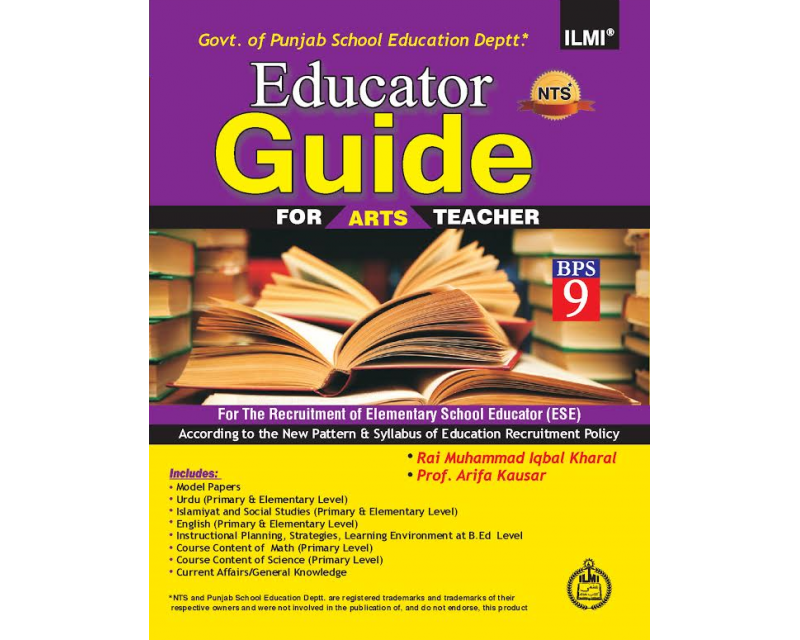 Govt. of Punjab School Education Deptt.*
ILMI®
Educator
NTS*
Guide
FOR ARTS TEACHER
BPS
9
For The Recruitment of Elementary School Educator (ESE)
According to the New Pattern & Syllabus of Education Recruitment Policy
• Rai Muhammad Iqbal Kharal
• Prof. Arifa Kausar
Includes:
• Model Papers
* Urdu (Primary & Elementary Level)
• Islamiyat and Social Studies (Primary & Elementary Level)
* English (Primary & Elementary Level)
• Instructional Planning, Strategies, Learning Environment at B.Ed Level
• Course Content of Math (Primary Level)
• Course Content of Science (Primary Level)
* Current Affairs/General Knowledge
ILMI
*NTS and Punjab School Education Deptt. are registered trademarks and trademarks of their
respective owners and were not involved in the publication of, and do not endorse, this product